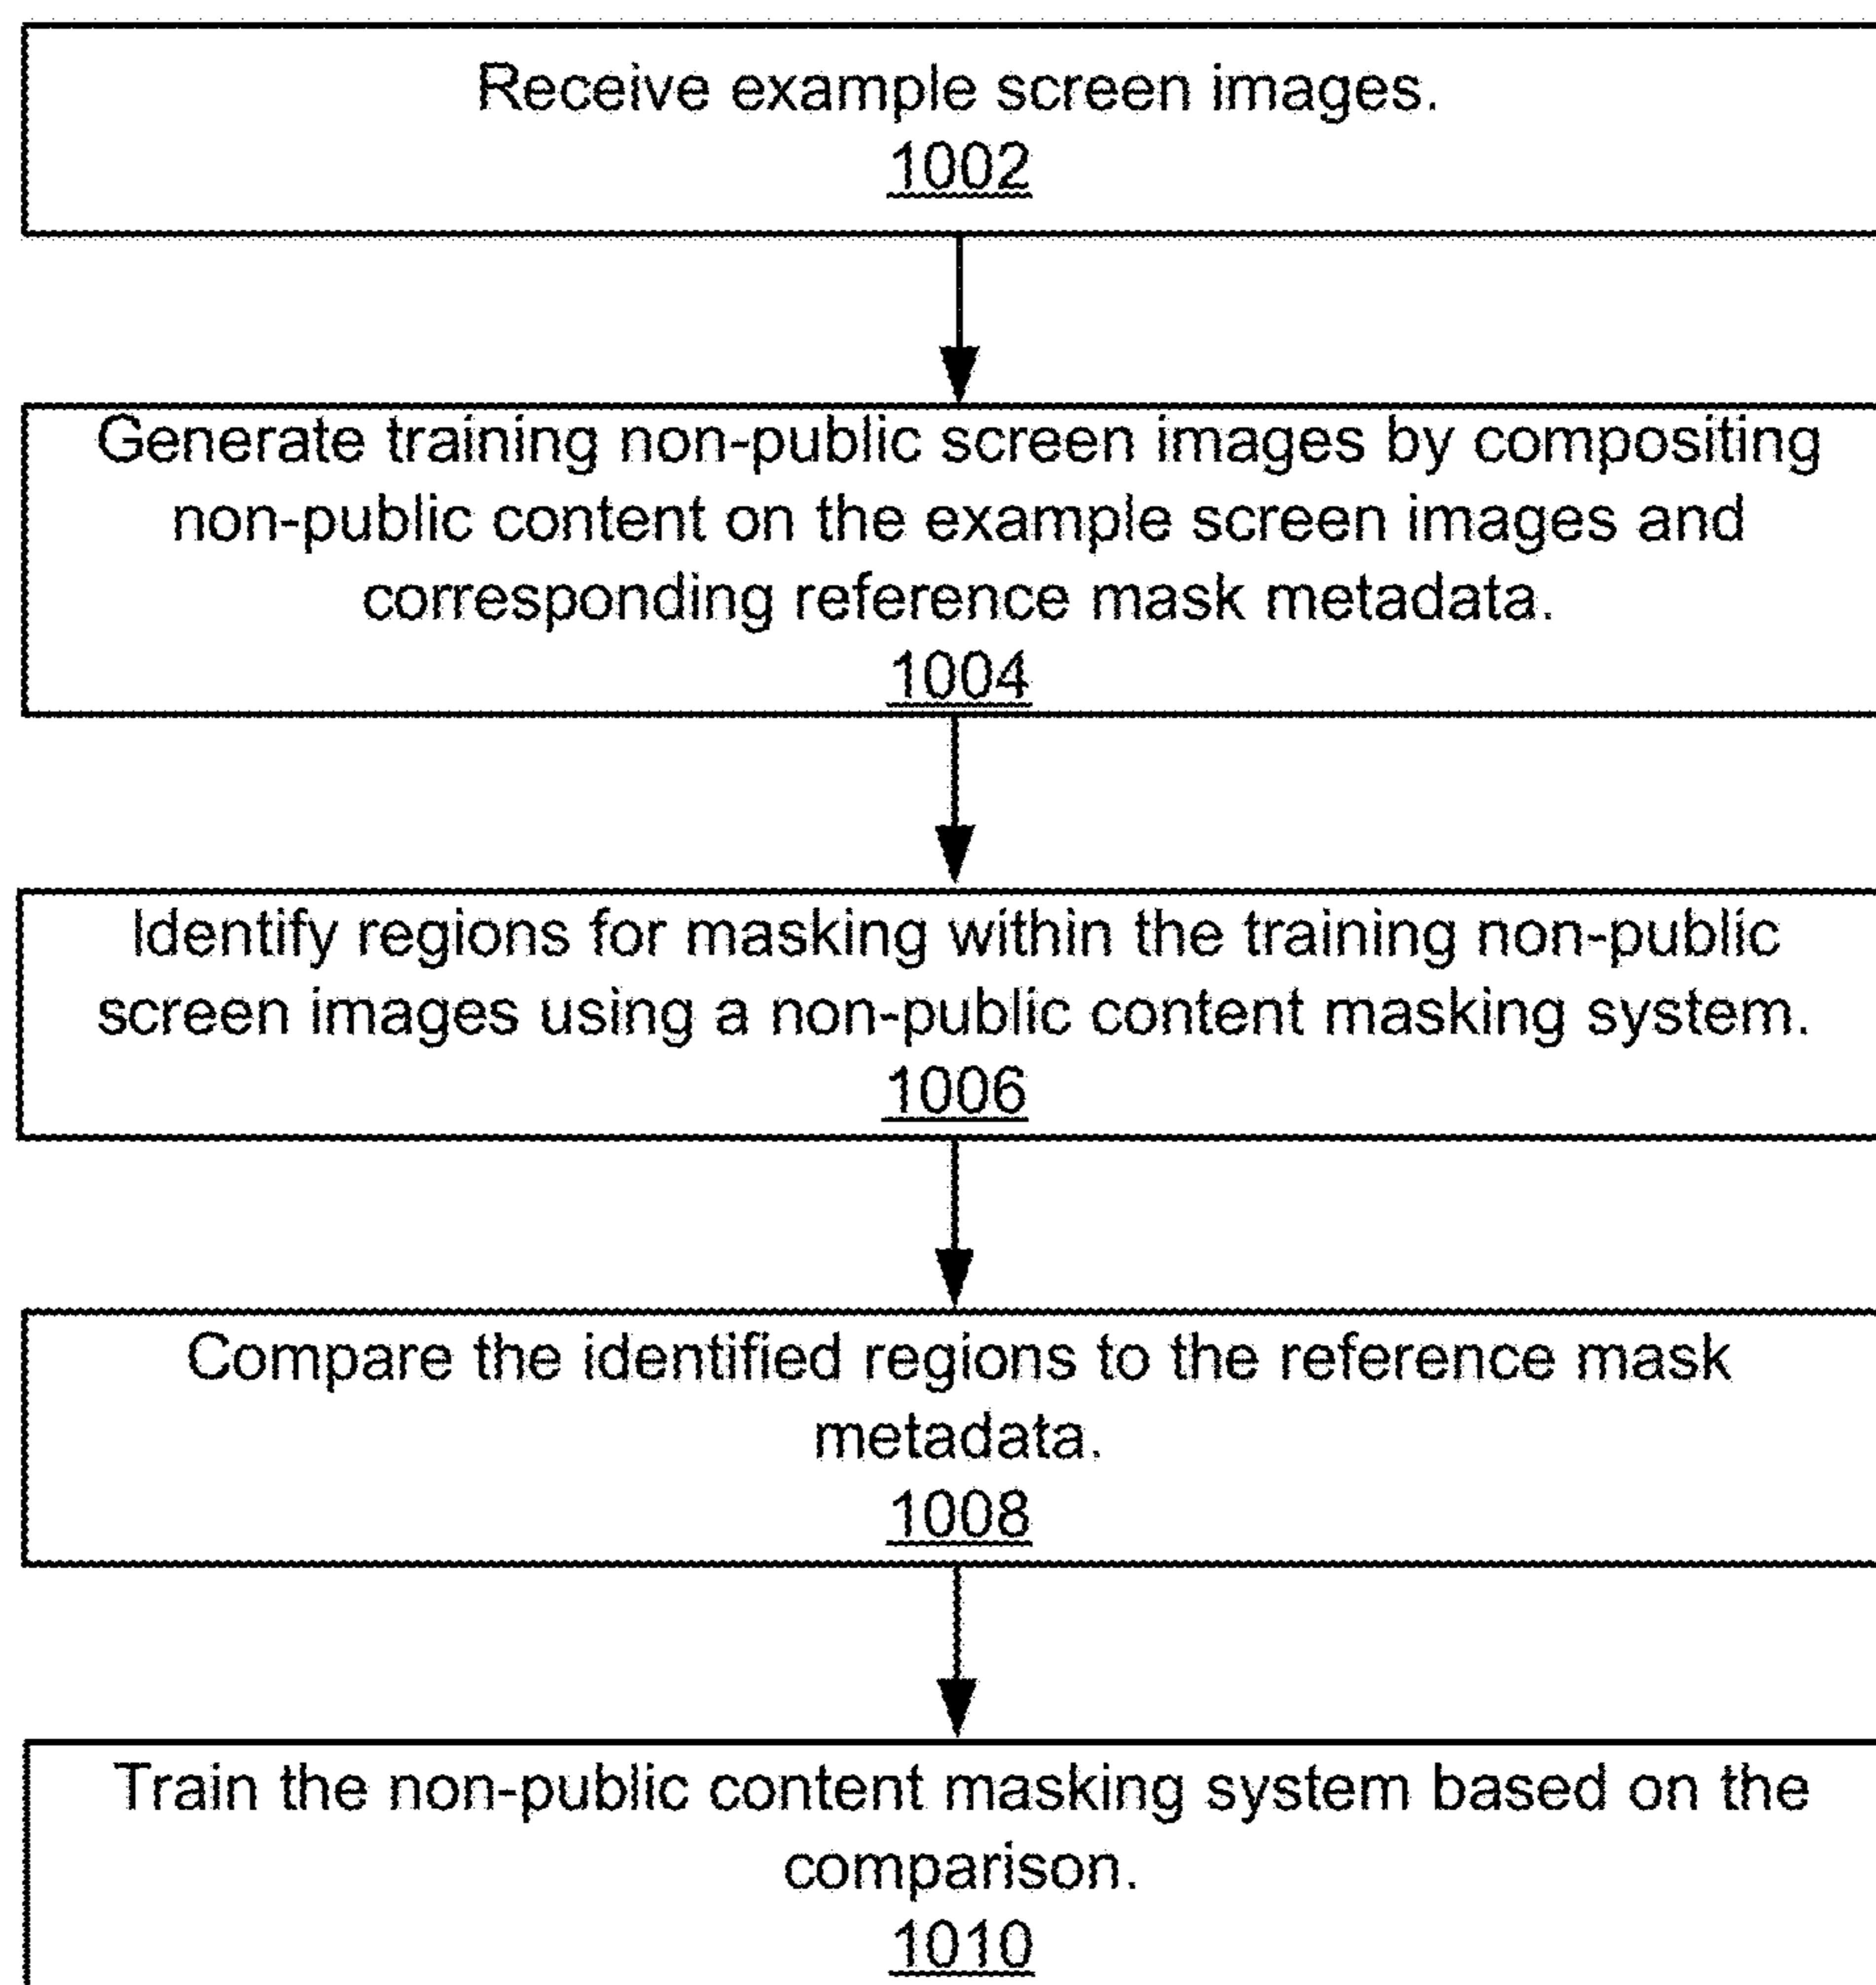 Receive example screen images.
1002
Generate training non-public screen images by compositing
non-public content on the example screen images and
corresponding reference mask metadata.
1004
Identify regions for masking within the training non-public
screen images using a non-public content masking system.
1006
Compare the identified regions to the reference mask
metadata.
1008
Train the non-public content masking system based on the
comparison.
1010